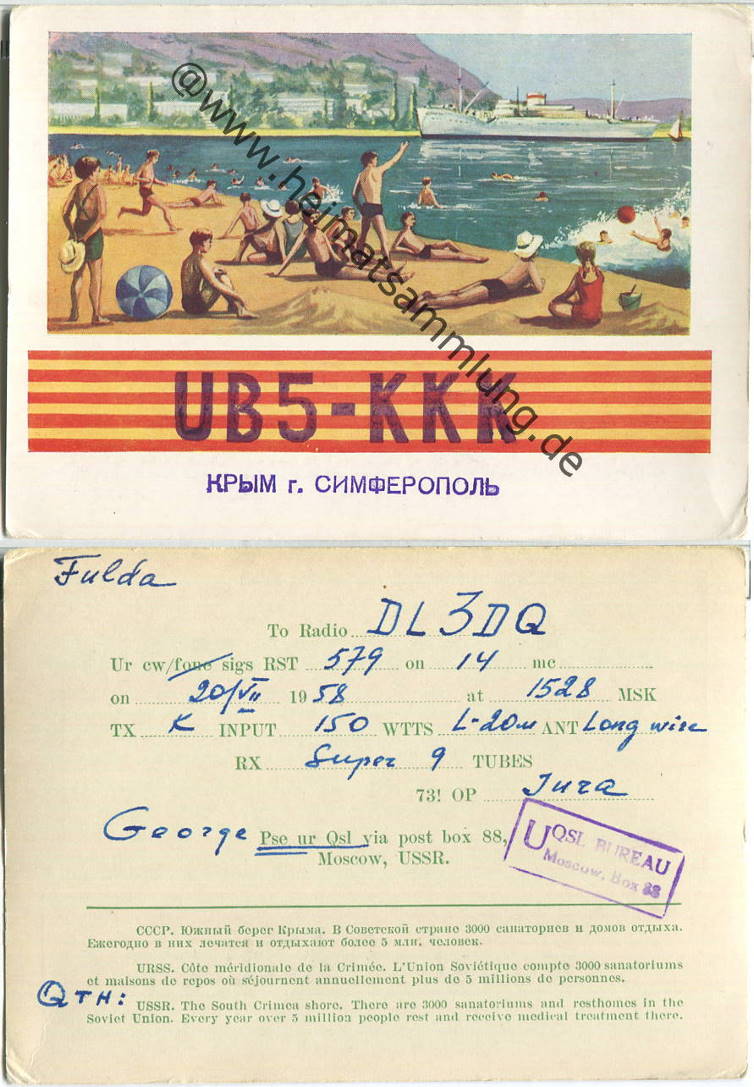 @www.heimatsammlung.de
UB5-KKK
КРЫМ г. СИМФЕРОПОЛЬ
Fulda
To Radio DL3DQ
Ur cw/fone sigs RST 579 on 14 mc
on 20/VII 1958 at 1528 MSK
TX K INPUT 150 WTTS L-20m ANT Long wire
RX Super 9 TUBES
73! OP Jura
George Pse ur Qsl via post box 88,
Moscow, USSR.
U QSL BUREAU
Moscow, Box 88
СССР. Южный берег Крыма. В Советской стране 3000 санаториев и домов отдыха.
Ежегодно в них лечатся и отдыхают более 5 млн. человек.
URSS. Côte méridionale de la Crimée. L'Union Soviétique compte 3000 sanatoriums
et maisons de repos où séjournent annuellement plus de 5 millions de personnes.
QTH:
USSR. The South Crimea shore. There are 3000 sanatoriums and resthomes in the
Soviet Union. Every year over 5 million people rest and receive medical treatment there.